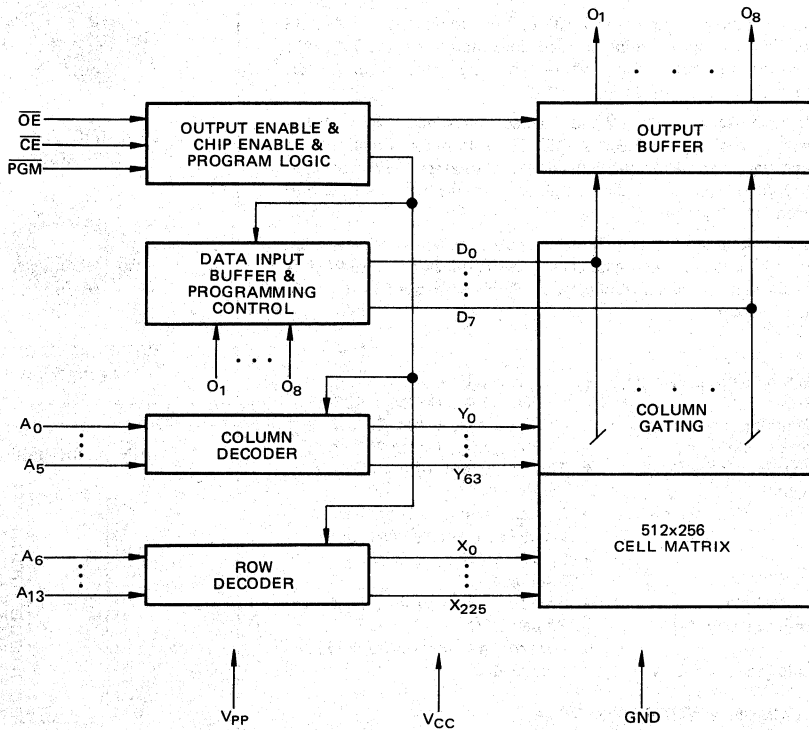 O1 O8
. . .
OE
CE
PGM
OUTPUT ENABLE &
CHIP ENABLE &
PROGRAM LOGIC
OUTPUT
BUFFER
DATA INPUT
BUFFER &
PROGRAMMING
CONTROL
D0
D7
O1 . . . O8
. . .
COLUMN
GATING
A0
A5
COLUMN
DECODER
Y0
Y63
512x256
CELL MATRIX
A6
A13
ROW
DECODER
X0
X225
VPP
VCC
GND